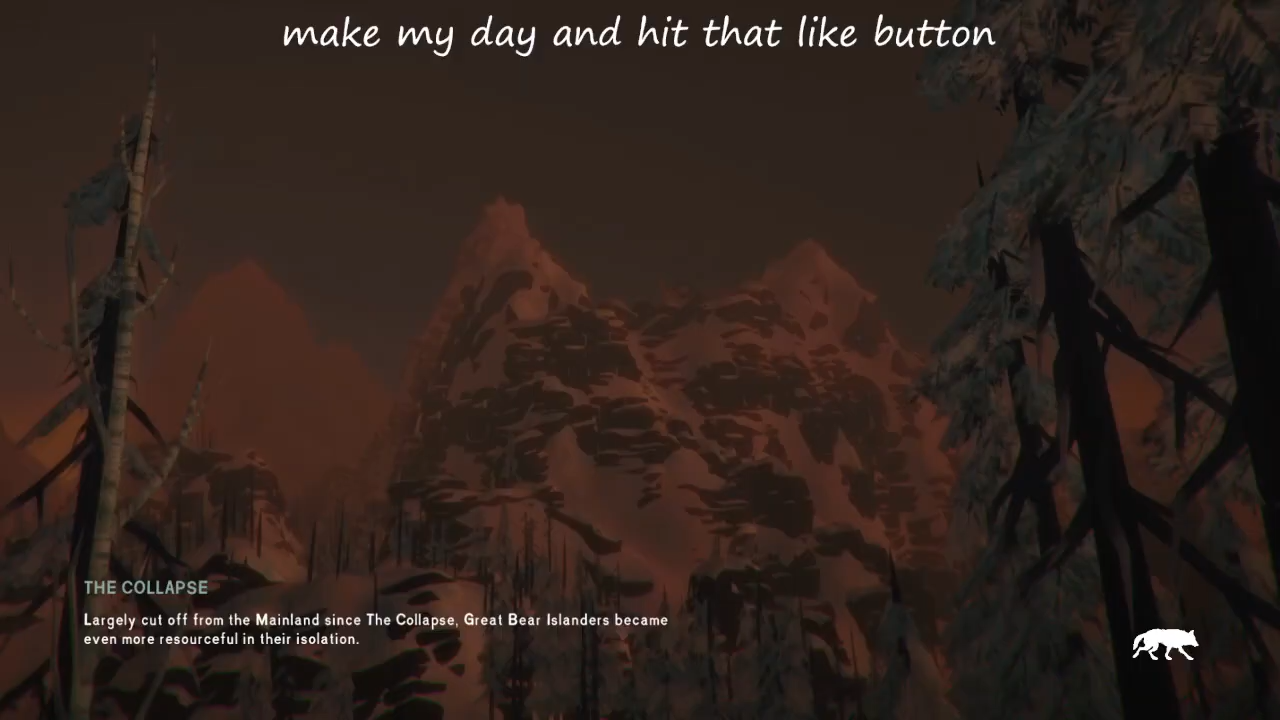 make my day and hit that like button
THE COLLAPSE
Largely cut off from the Mainland since The Collapse, Great Bear Islanders became
even more resourceful in their isolation.